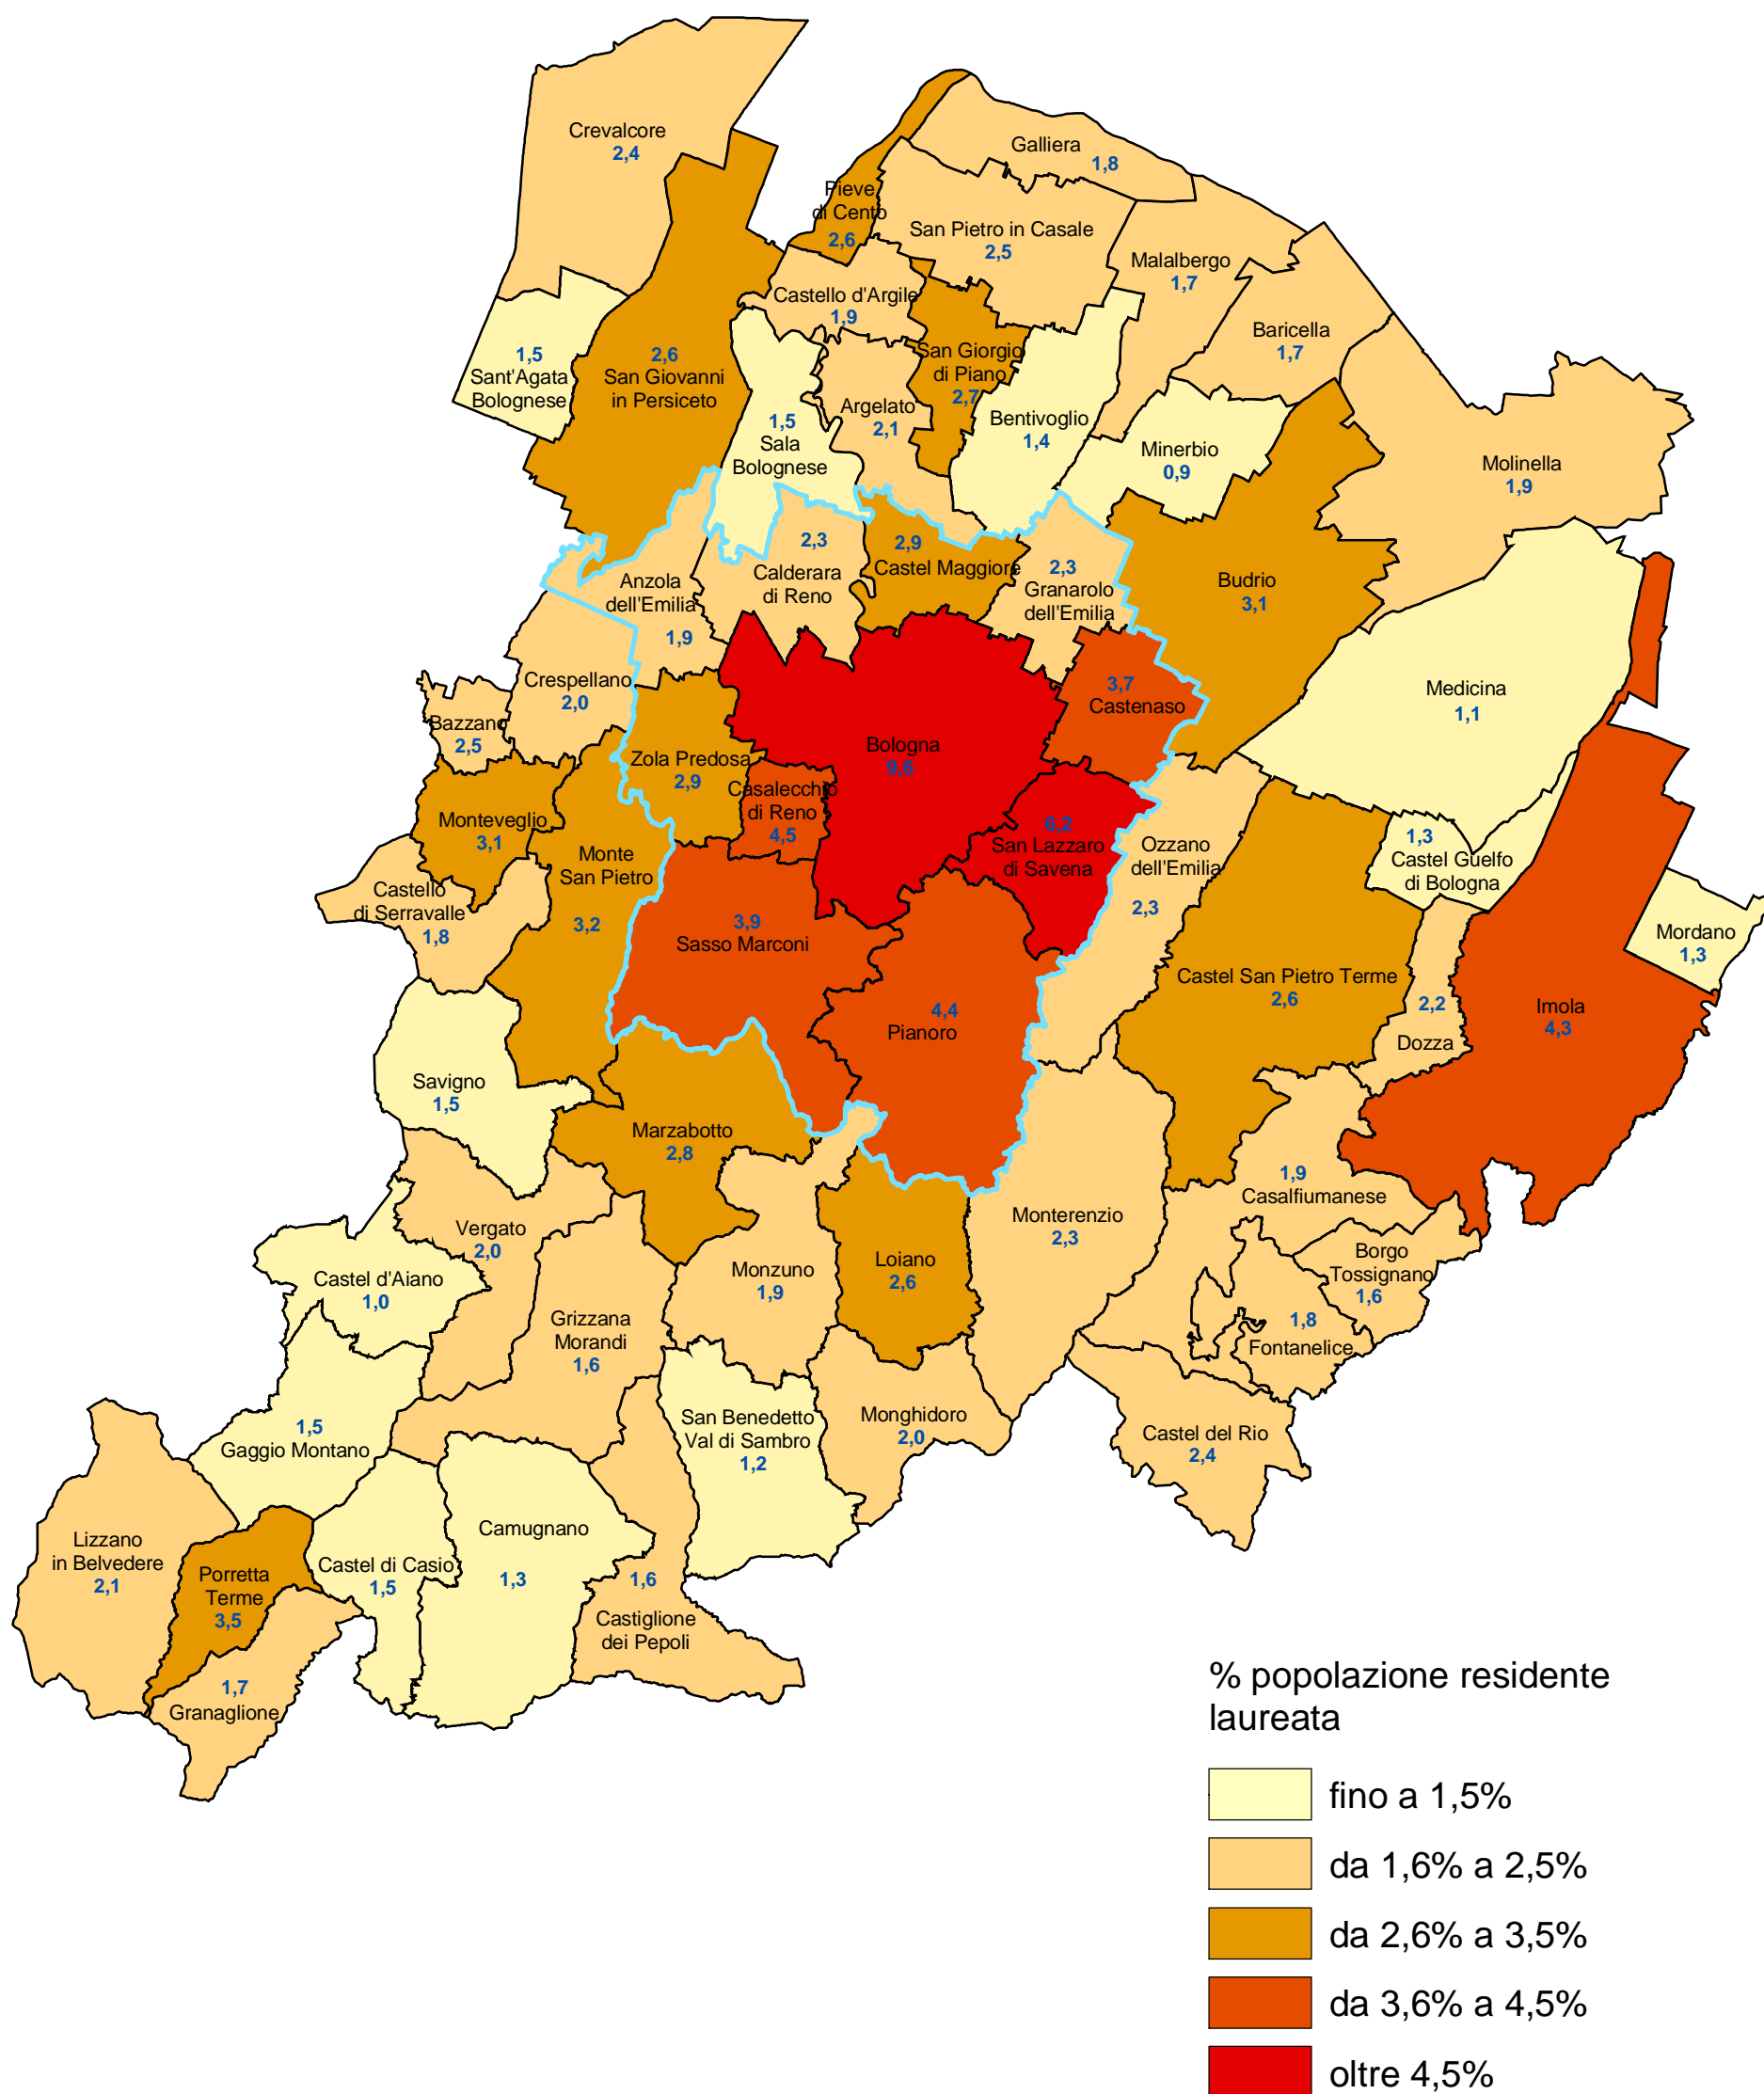 Crevalcore
2,4
Galliera
1,8
Pieve
di Cento
2,6
San Pietro in Casale
2,5
Malalbergo
1,7
Castello d'Argile
1,9
Baricella
1,7
1,5
Sant'Agata
Bolognese
2,6
San Giovanni
in Persiceto
San Giorgio
di Piano
2,7
Argelato
2,1
Bentivoglio
1,4
1,5
Sala
Bolognese
Minerbio
0,9
Molinella
1,9
2,3
Calderara
di Reno
2,9
Castel Maggiore
2,3
Granarolo
dell'Emilia
Anzola
dell'Emilia
1,9
Budrio
3,1
Crespellano
2,0
3,7
Castenaso
Medicina
1,1
Bazzano
2,5
Bologna
9,6
Zola Predosa
2,9
Casalecchio
di Reno
4,5
Monteveglio
3,1
6,2
San Lazzaro
di Savena
Ozzano
dell'Emilia
2,3
1,3
Castel Guelfo
di Bologna
Monte
San Pietro
3,2
Castello
di Serravalle
1,8
3,9
Sasso Marconi
Mordano
1,3
Castel San Pietro Terme
2,6
2,2
Dozza
Imola
4,3
4,4
Pianoro
Savigno
1,5
Marzabotto
2,8
1,9
Casalfiumanese
Vergato
2,0
Monterenzio
2,3
Castel d'Aiano
1,0
Monzuno
1,9
Loiano
2,6
Borgo
Tossignano
1,6
Grizzana
Morandi
1,6
1,8
Fontanelice
1,5
Gaggio Montano
San Benedetto
Val di Sambro
1,2
Monghidoro
2,0
Castel del Rio
2,4
Lizzano
in Belvedere
2,1
Porretta
Terme
3,5
Castel di Casio
1,5
Camugnano
1,3
1,6
Castiglione
dei Pepoli
1,7
Granaglione
% popolazione residente
laureata
fino a 1,5%
da 1,6% a 2,5%
da 2,6% a 3,5%
da 3,6% a 4,5%
oltre 4,5%